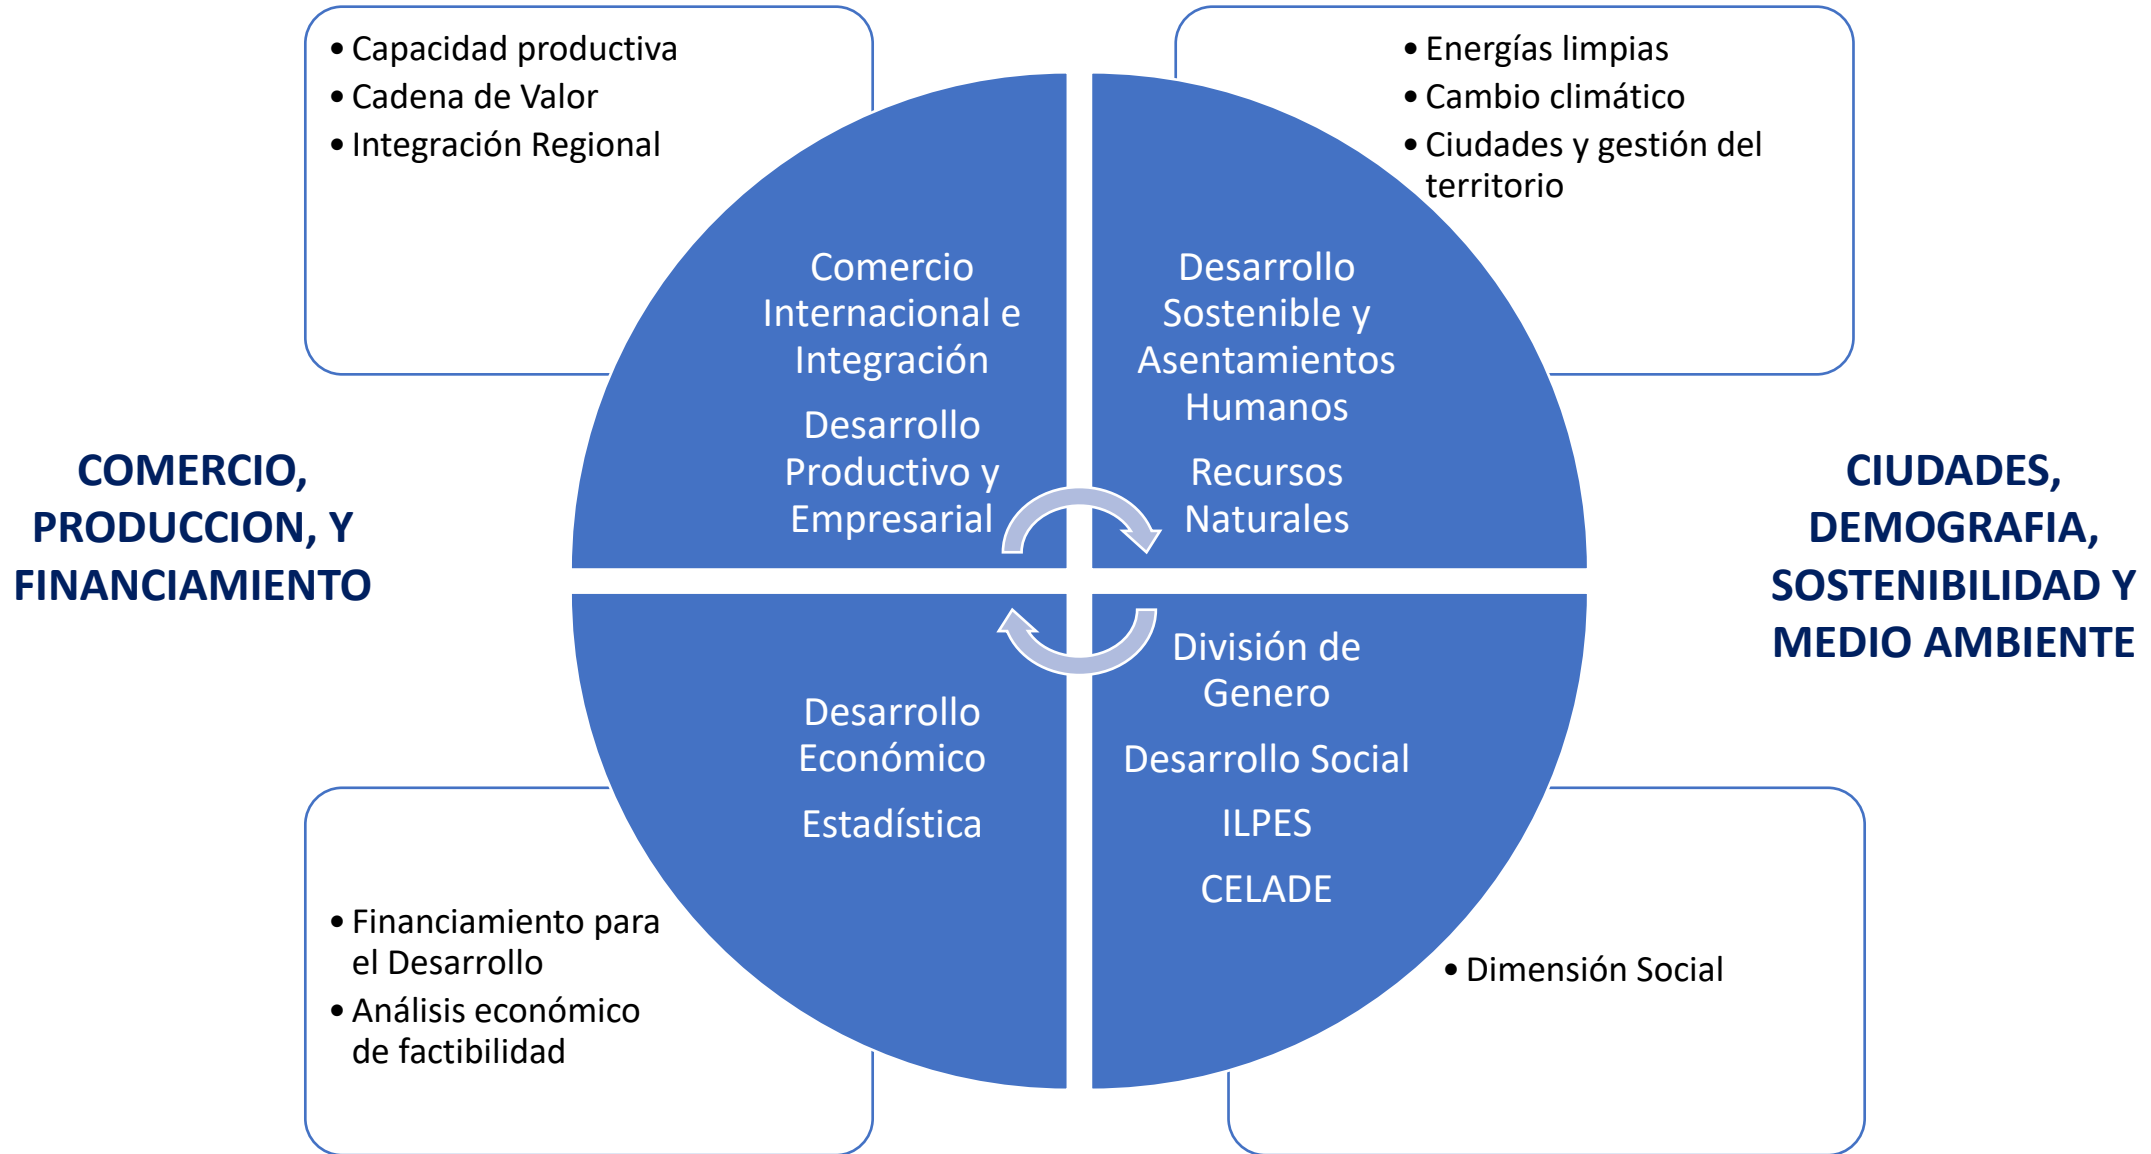 • Capacidad productiva
• Cadena de Valor
• Integración Regional
• Energías limpias
• Cambio climático
• Ciudades y gestión del
territorio
Comercio
Internacional e
Integración
Desarrollo
Productivo y
Empresarial
Desarrollo
Sostenible y
Asentamientos
Humanos
Recursos
Naturales
COMERCIO,
PRODUCCION, Y
FINANCIAMIENTO
CIUDADES,
DEMOGRAFIA,
SOSTENIBILIDAD Y
MEDIO AMBIENTE
Desarrollo
Económico
Estadística
División de
Genero
Desarrollo Social
ILPES
CELADE
• Financiamiento para
el Desarrollo
• Análisis económico
de factibilidad
• Dimensión Social